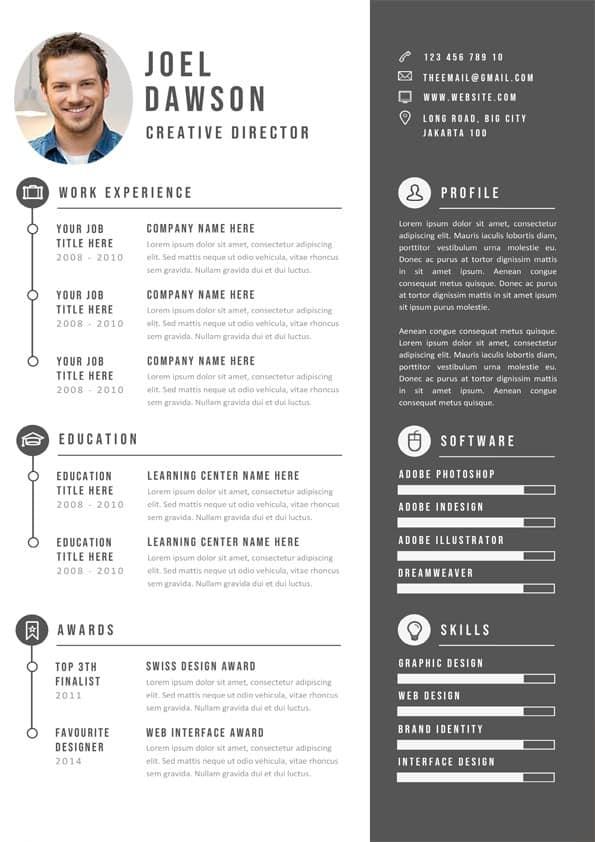 JOEL
DAWSON
CREATIVE DIRECTOR
WORK EXPERIENCE
YOUR JOB
TITLE HERE
2008 - 2010
COMPANY NAME HERE
Lorem ipsum dolor sit amet, consectetur adipiscing
elit. Sed mattis neque ut odio vehicula, vitae rhoncus
sem gravida. Nullam gravida dui et dui luctus.
YOUR JOB
TITLE HERE
2008 - 2010
COMPANY NAME HERE
Lorem ipsum dolor sit amet, consectetur adipiscing
elit. Sed mattis neque ut odio vehicula, vitae rhoncus
sem gravida. Nullam gravida dui et dui luctus.
YOUR JOB
TITLE HERE
2008 - 2010
COMPANY NAME HERE
Lorem ipsum dolor sit amet, consectetur adipiscing
elit. Sed mattis neque ut odio vehicula, vitae rhoncus
sem gravida. Nullam gravida dui et dui luctus.
EDUCATION
EDUCATION
TITLE HERE
2008 - 2010
LEARNING CENTER NAME HERE
Lorem ipsum dolor sit amet, consectetur adipiscing
elit. Sed mattis neque ut odio vehicula, vitae rhoncus
sem gravida. Nullam gravida dui et dui luctus.
EDUCATION
TITLE HERE
2008 - 2010
LEARNING CENTER NAME HERE
Lorem ipsum dolor sit amet, consectetur adipiscing
elit. Sed mattis neque ut odio vehicula, vitae rhoncus
sem gravida. Nullam gravida dui et dui luctus.
AWARDS
TOP 3TH
FINALIST
2011
SWISS DESIGN AWARD
Lorem ipsum dolor sit amet, consectetur adipiscing
elit. Sed mattis neque ut odio vehicula, vitae rhoncus
sem gravida. Nullam gravida dui et dui luctus.
FAVOURITE
DESIGNER
2014
WEB INTERFACE AWARD
Lorem ipsum dolor sit amet, consectetur adipiscing
elit. Sed mattis neque ut odio vehicula, vitae rhoncus
sem gravida. Nullam gravida dui et dui luctus.
123 456 789 10
THEEMAIL@GMAIL.COM
WWW.WEBSITE.COM
LONG ROAD, BIG CITY
JAKARTA 100
PROFILE
Lorem ipsum dolor sit amet, consectetur
adipiscing elit. Mauris iaculis lobortis diam,
porttitor vestibulum urna molestie eu.
Donec ac purus at tortor dignissim mattis
in sed amet ipsum. Aenean congue
consequat metus quisque. Donec ac purus
at tortor dignissim mattis in sit amet ipsum
sim purus molestie.
Aenean congue consequat metus quisque.
Lorem ipsum dolor sit amet, consectetur
adipiscing elit. Mauris iaculis lobortis diam,
porttitor vestibulum urna molestie eu.
Donec ac purus at tortor dignissim mattis
in sit amet ipsum. Aenean congue
consequat metus quisque.
SOFTWARE
ADOBE PHOTOSHOP
ADOBE INDESIGN
ADOBE ILLUSTRATOR
DREAMWEAVER
SKILLS
GRAPHIC DESIGN
WEB DESIGN
BRAND IDENTITY
INTERFACE DESIGN